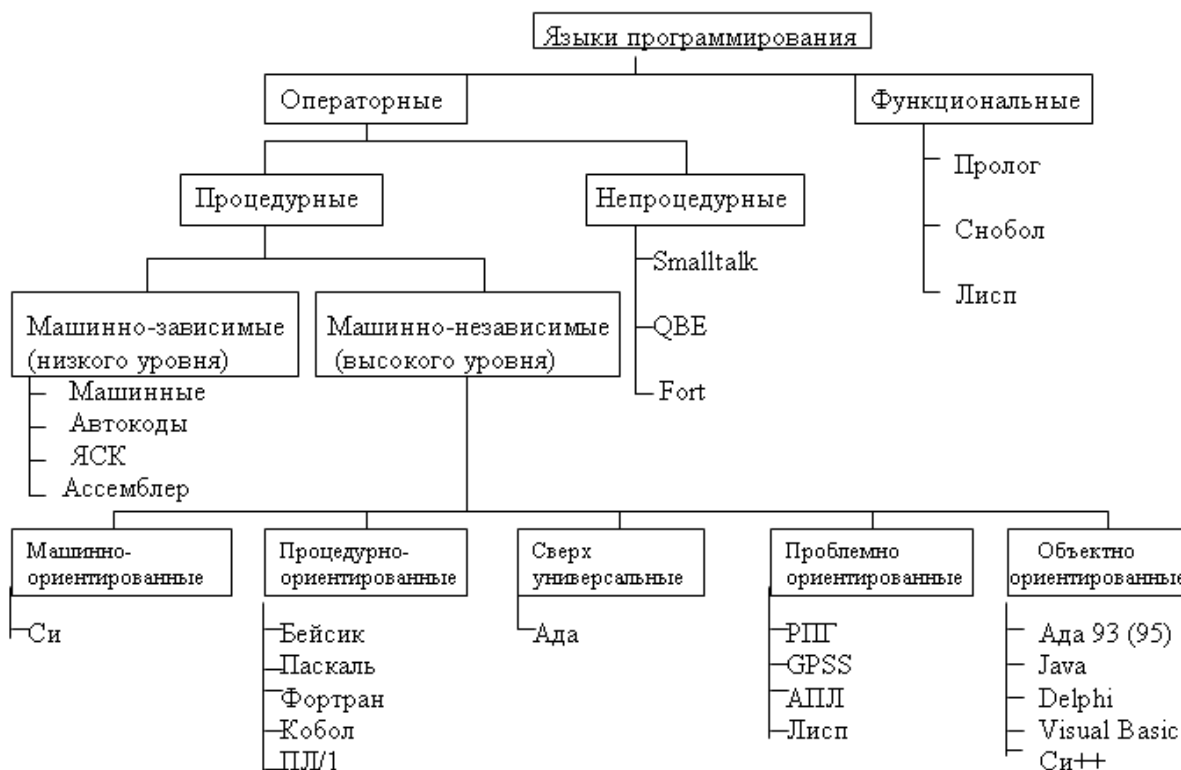 Языки программирования
Операторные
Функциональные
Пролог
Снобол
Лисп
Процедурные
Непроцедурные
Smalltalk
QBE
Fort
Машинно-зависимые
(низкого уровня)
Машинно-независимые
(высокого уровня)
Машинные
Автокоды
ЯСК
Ассемблер
Машинно-
ориентированные
Си
Процедурно-
ориентированные
Бейсик
Паскаль
Фортран
Кобол
ПЛ/1
Сверх
универсальные
Ада
Проблемно
ориентированные
РПГ
GPSS
АПЛ
Лисп
Объектно
ориентированные
Ада 93 (95)
Java
Delphi
Visual Basic
Си++